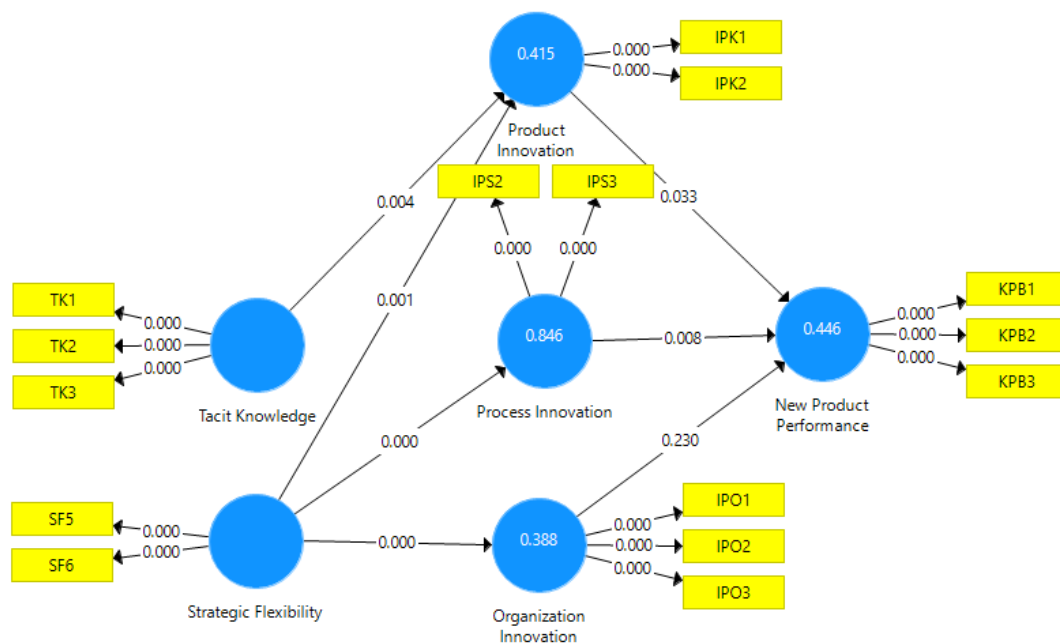 0.415
IPK1
0.000
0.000
IPK2
Product
Innovation
IPS2
IPS3
0.004
0.033
0.000
0.000
0.001
TK1
0.000
TK2
0.000
TK3
0.000
Tacit Knowledge
0.846
Process Innovation
0.008
0.446
New Product
Performance
KPB1
0.000
KPB2
0.000
KPB3
0.000
0.000
0.230
SF5
0.000
SF6
0.000
Strategic Flexibility
0.000
0.388
Organization
Innovation
IPO1
0.000
IPO2
0.000
IPO3
0.000